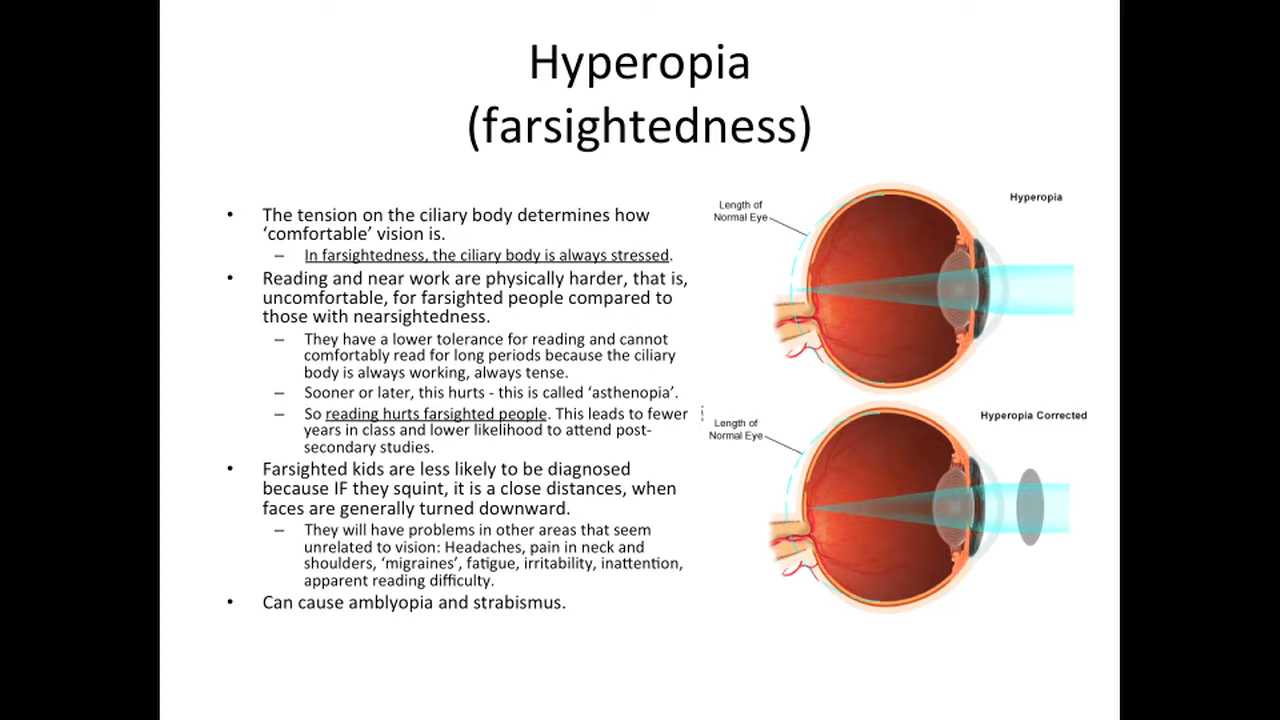 Hyperopia
(farsightedness)
• The tension on the ciliary body determines how
‘comfortable’ vision is.
– In farsightedness, the ciliary body is always stressed.
• Reading and near work are physically harder, that is,
uncomfortable, for farsighted people compared to
those with nearsightedness.
– They have a lower tolerance for reading and cannot
comfortably read for long periods because the ciliary
body is always working, always tense.
– Sooner or later, this hurts - this is called ‘asthenopia’.
– So reading hurts farsighted people. This leads to fewer
years in class and lower likelihood to attend post-
secondary studies.
• Farsighted kids are less likely to be diagnosed
because IF they squint, it is a close distances, when
faces are generally turned downward.
– They will have problems in other areas that seem
unrelated to vision: Headaches, pain in neck and
shoulders, ‘migraines’, fatigue, irritability, inattention,
apparent reading difficulty.
• Can cause amblyopia and strabismus.
Length of
Normal Eye
Hyperopia
Length of
Normal Eye
Hyperopia Corrected